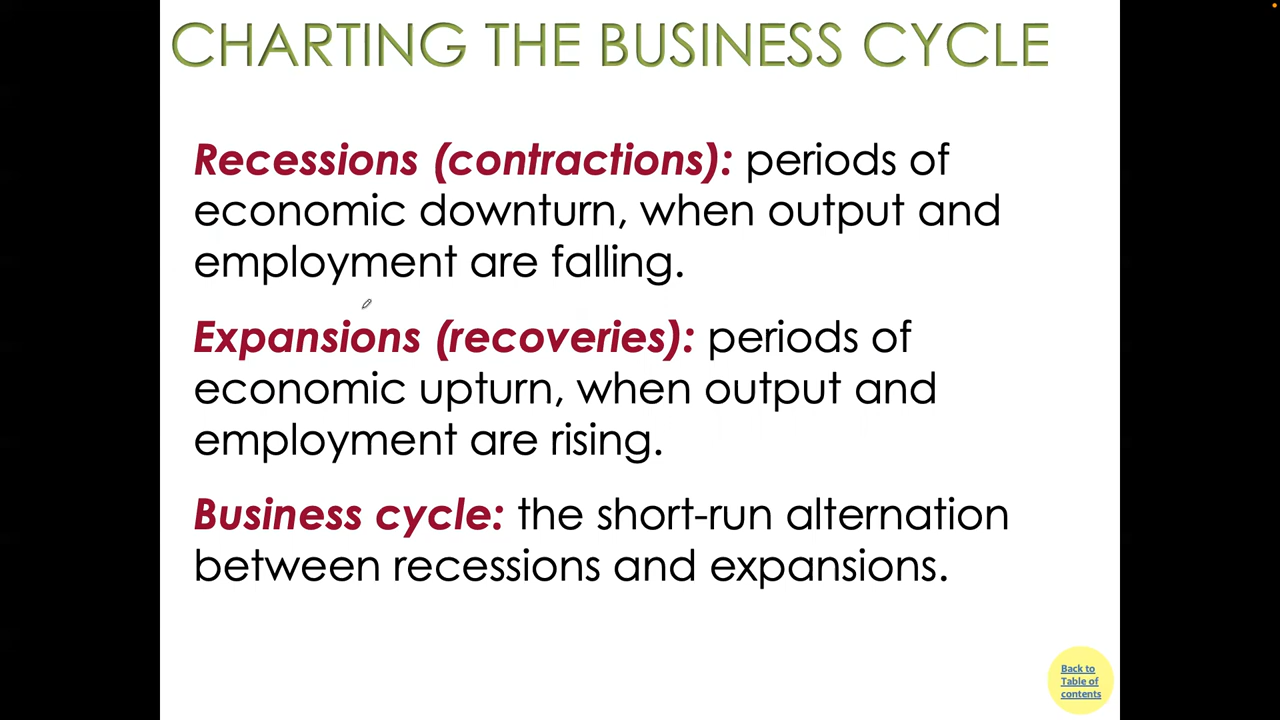 CHARTING THE BUSINESS CYCLE
Recessions (contractions): periods of
economic downturn, when output and
employment are falling.
Expansions (recoveries): periods of
economic upturn, when output and
employment are rising.
Business cycle: the short-run alternation
between recessions and expansions.
Back to
Table of
contents